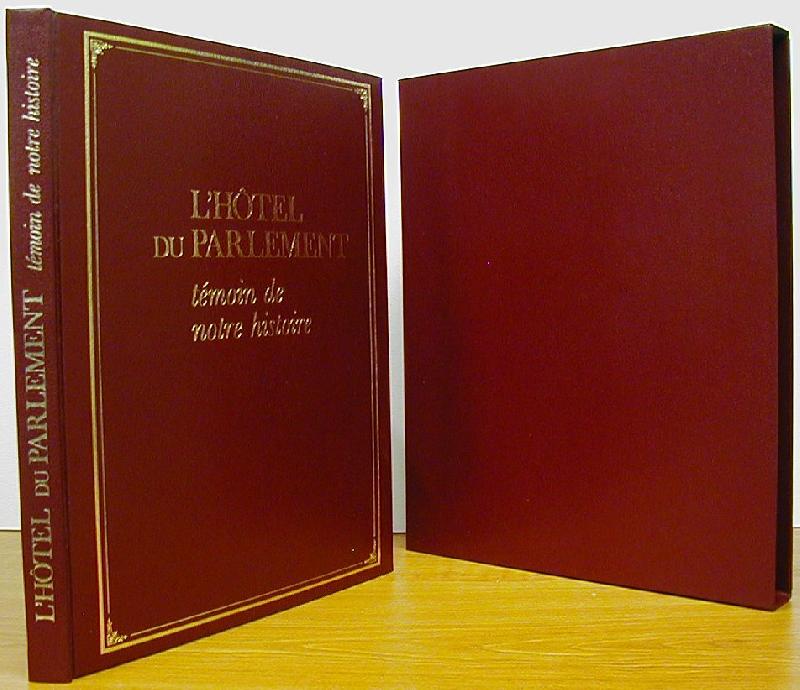 L'HÔTEL DU PARLEMENT témoin de notre histoire
L'HÔTEL
DU PARLEMENT
témoin de
notre histoire